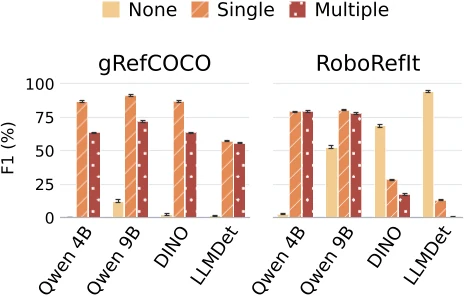 None Single Multiple
gRefCOCO RoboRefIt
F1 (%)
100
75
50
25
0
Qwen 4B
Qwen 9B
DINO
LLMDet
Qwen 4B
Qwen 9B
DINO
LLMDet